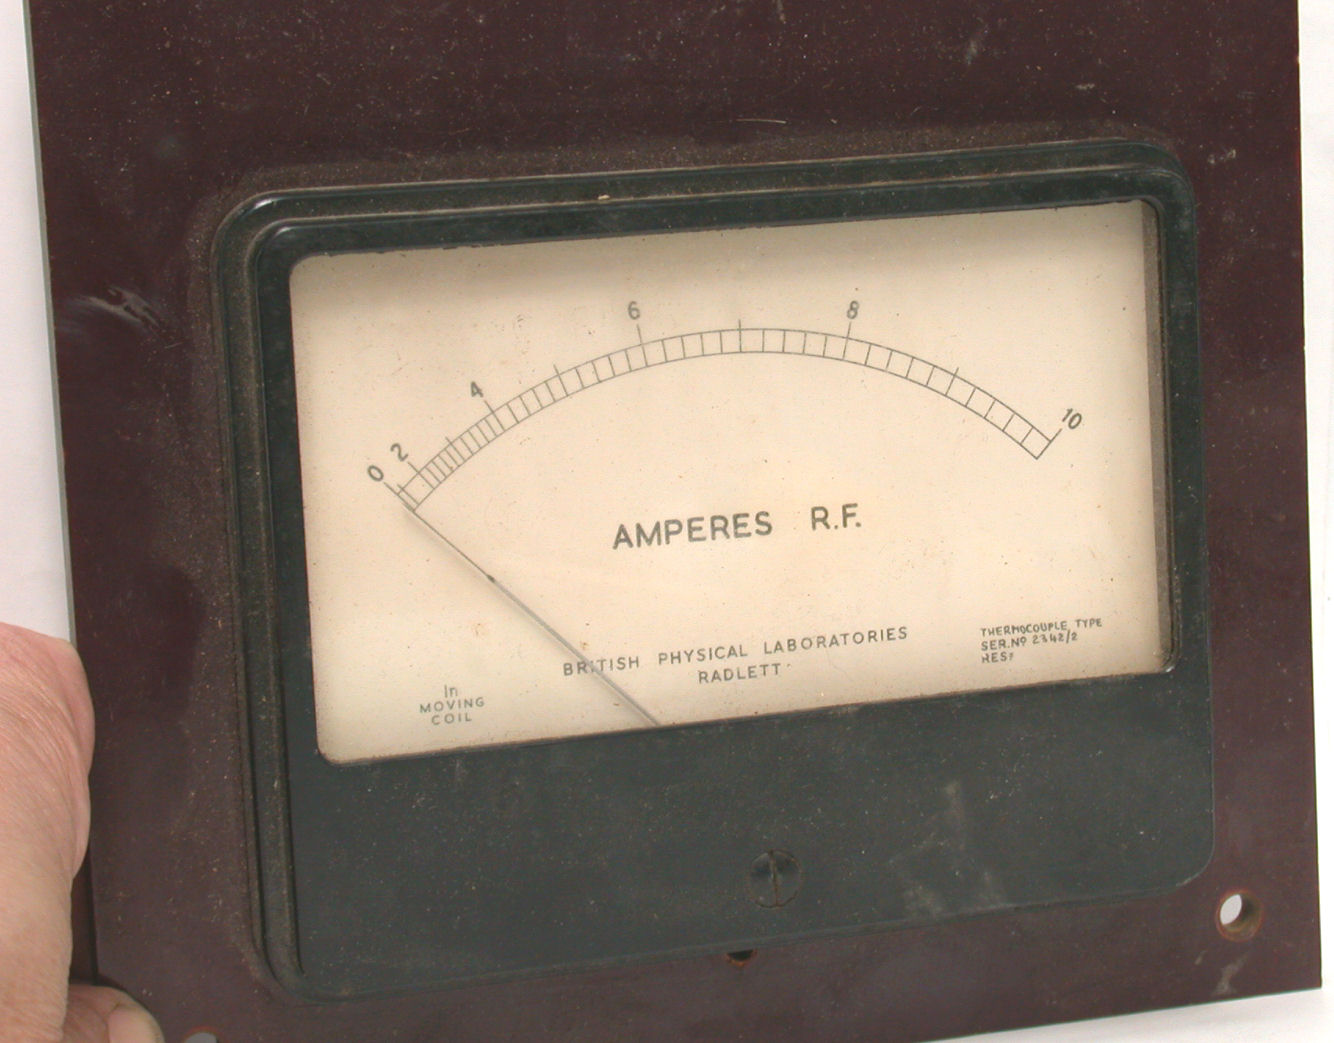 0 2 4 6 8 10
AMPERES R.F.
BRITISH PHYSICAL LABORATORIES
RADLETT
THERMOCOUPLE TYPE
SER.Nº 2342/2
RES:
In
MOVING
COIL